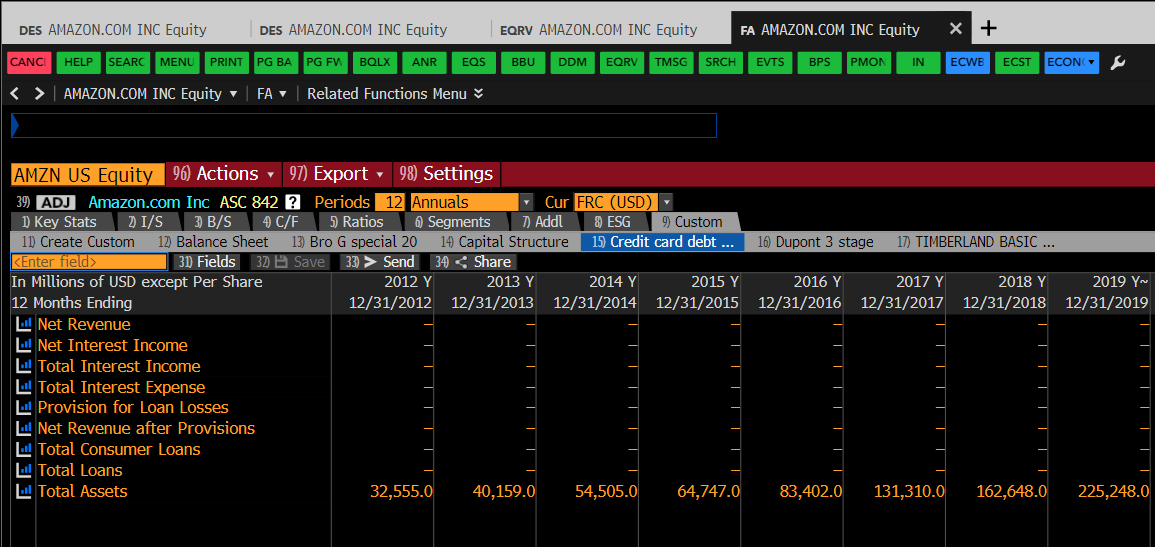 DES AMAZON.COM INC Equity DES AMAZON.COM INC Equity EQRV AMAZON.COM INC Equity FA AMAZON.COM INC Equity
CANCI HELP SEARC MENU PRINT PG BA PG FW BQLX ANR EQS BBU DDM EQRV TMSG SRCH EVTS BPS PMON IN ECWB ECST ECON
AMAZON.COM INC Equity FA Related Functions Menu
AMZN US Equity 96) Actions 97) Export 98) Settings
39) ADJ Amazon.com Inc ASC 842 ? Periods 12 Annuals Cur FRC (USD)
1) Key Stats 2) I/S 3) B/S 4) C/F 5) Ratios 6) Segments 7) Addl 8) ESG 9) Custom
11) Create Custom 12) Balance Sheet 13) Bro G special 20 14) Capital Structure 15) Credit card debt ... 16) Dupont 3 stage 17) TIMBERLAND BASIC ...
<Enter field> 31) Fields 32) Save 33) Send 34) Share
In Millions of USD except Per Share 2012 Y 2013 Y 2014 Y 2015 Y 2016 Y 2017 Y 2018 Y 2019 Y~
12 Months Ending 12/31/2012 12/31/2013 12/31/2014 12/31/2015 12/31/2016 12/31/2017 12/31/2018 12/31/2019
Net Revenue – – – – – – – –
Net Interest Income – – – – – – – –
Total Interest Income – – – – – – – –
Total Interest Expense – – – – – – – –
Provision for Loan Losses – – – – – – – –
Net Revenue after Provisions – – – – – – – –
Total Consumer Loans – – – – – – – –
Total Loans – – – – – – – –
Total Assets 32,555.0 40,159.0 54,505.0 64,747.0 83,402.0 131,310.0 162,648.0 225,248.0